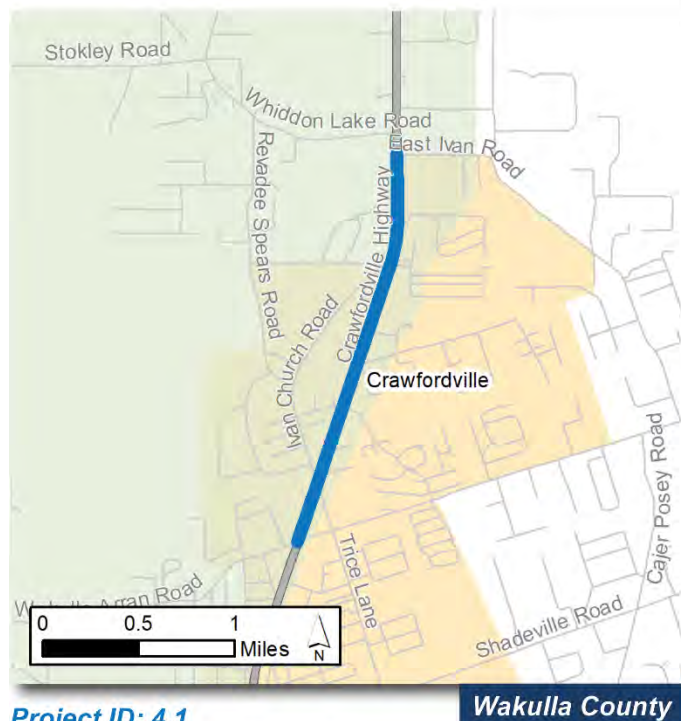 Stokley Road
Whiddon Lake Road
East Ivan Road
Revadee Spears Road
Crawfordville Highway
Ivan Church Road
Crawfordville
Cajer Posey Road
Trice Lane
Arran Road
Shadeville Road
0 0.5 1
Miles
N
Project ID: 4.1
Wakulla County